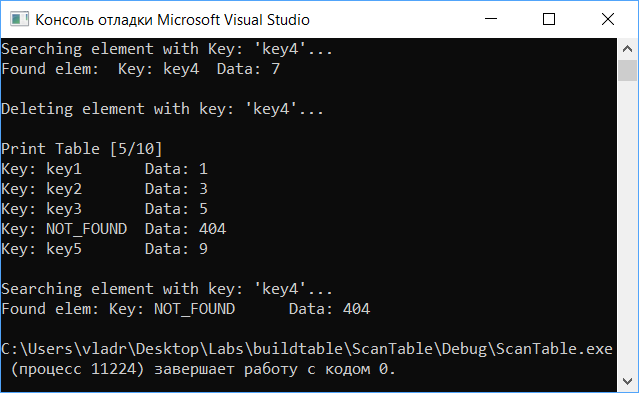 Консоль отладки Microsoft Visual Studio
Searching element with Key: 'key4'...
Found elem:  Key: key4  Data: 7
Deleting element with key: 'key4'...
Print Table [5/10]
Key: key1       Data: 1
Key: key2       Data: 3
Key: key3       Data: 5
Key: NOT_FOUND  Data: 404
Key: key5       Data: 9
Searching element with key: 'key4'...
Found elem: Key: NOT_FOUND      Data: 404
C:\Users\vladr\Desktop\Labs\buildtable\ScanTable\Debug\ScanTable.exe
(процесс 11224) завершает работу с кодом 0.